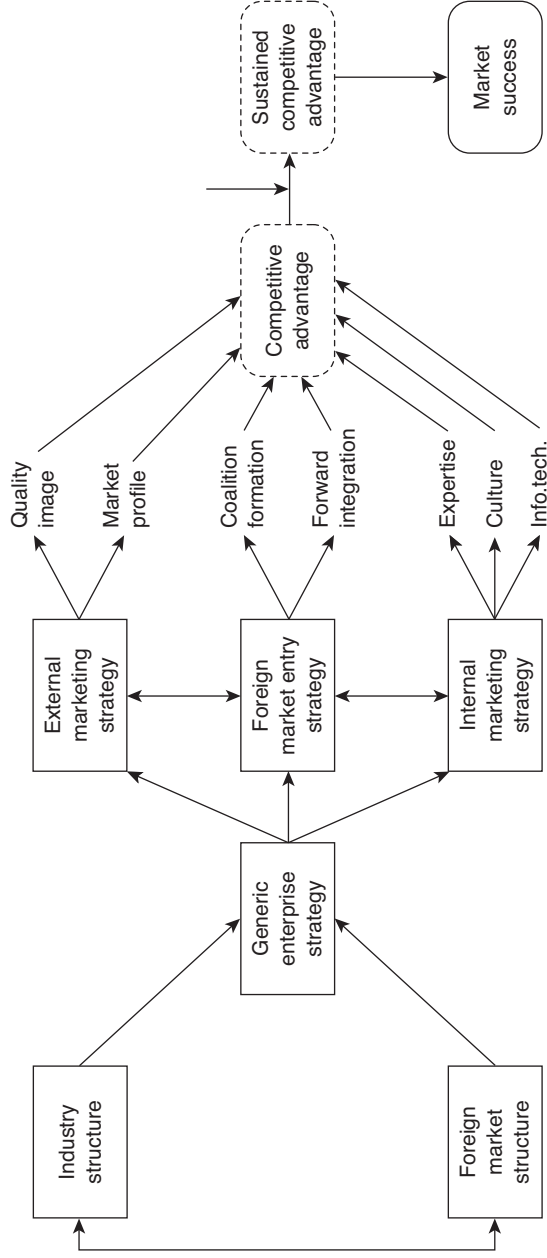 Industry
structure
Foreign
market
structure
Generic
enterprise
strategy
External
marketing
strategy
Foreign
market entry
strategy
Internal
marketing
strategy
Quality
image
Market
profile
Coalition
formation
Forward
integration
Expertise
Culture
Info.tech.
Competitive
advantage
Sustained
competitive
advantage
Market
success